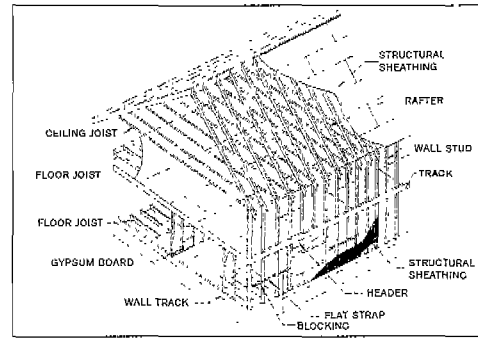 STRUCTURAL
SHEATHING
RAFTER
CEILING JOIST
WALL STUD
FLOOR JOIST
TRACK
FLOOR JOIST
GYPSUM BOARD
STRUCTURAL
SHEATHING
HEADER
WALL TRACK
FLAT STRAP
BLOCKING